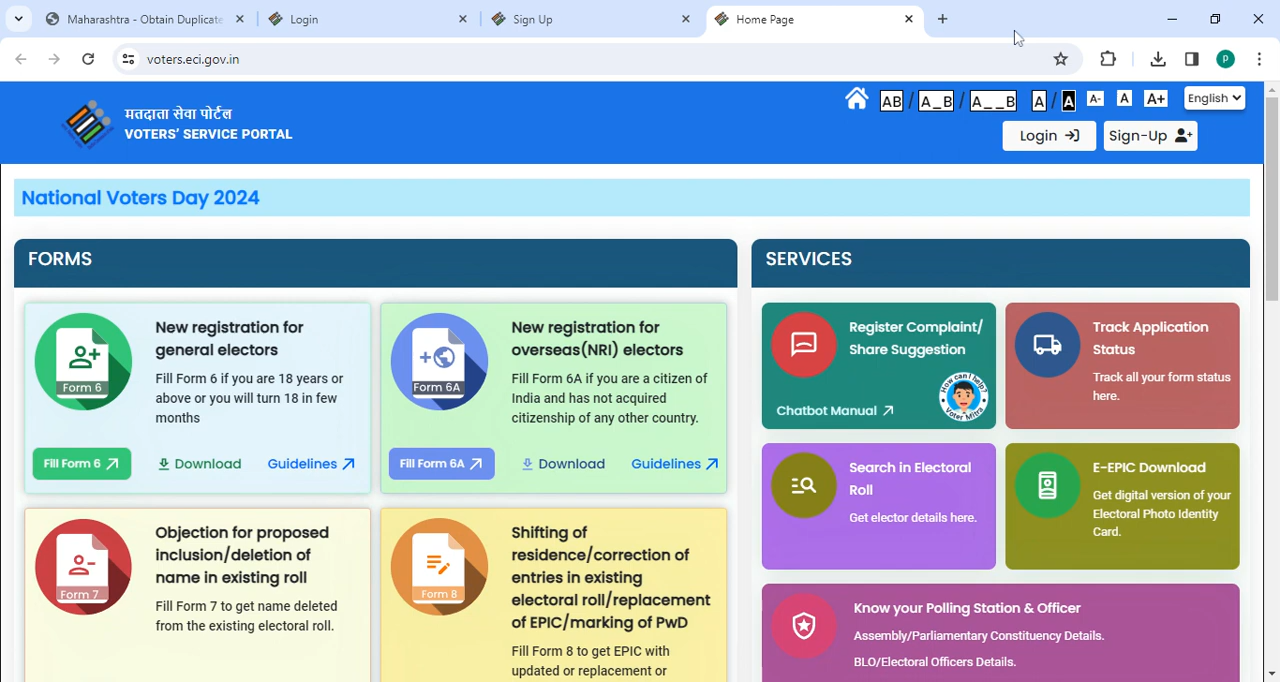 Maharashtra - Obtain Duplicate
Login
Sign Up
Home Page
voters.eci.gov.in
P
मतदाता सेवा पोर्टल
VOTERS' SERVICE PORTAL
AB / A_B / A__B A / A A- A A+ English
Login Sign-Up
National Voters Day 2024
FORMS
Form 6
New registration for
general electors
Fill Form 6 if you are 18 years or
above or you will turn 18 in few
months
Fill Form 6 Download Guidelines
Form 6A
New registration for
overseas(NRI) electors
Fill Form 6A if you are a citizen of
India and has not acquired
citizenship of any other country.
Fill Form 6A Download Guidelines
Form 7
Objection for proposed
inclusion/deletion of
name in existing roll
Fill Form 7 to get name deleted
from the existing electoral roll.
Form 8
Shifting of
residence/correction of
entries in existing
electoral roll/replacement
of EPIC/marking of PwD
Fill Form 8 to get EPIC with
updated or replacement or
SERVICES
Register Complaint/
Share Suggestion
Chatbot Manual
How can I help?
Voter Mitra
Track Application
Status
Track all your form status
here.
Search in Electoral
Roll
Get elector details here.
E-EPIC Download
Get digital version of your
Electoral Photo Identity
Card.
Know your Polling Station & Officer
Assembly/Parliamentary Constituency Details.
BLO/Electoral Officers Details.